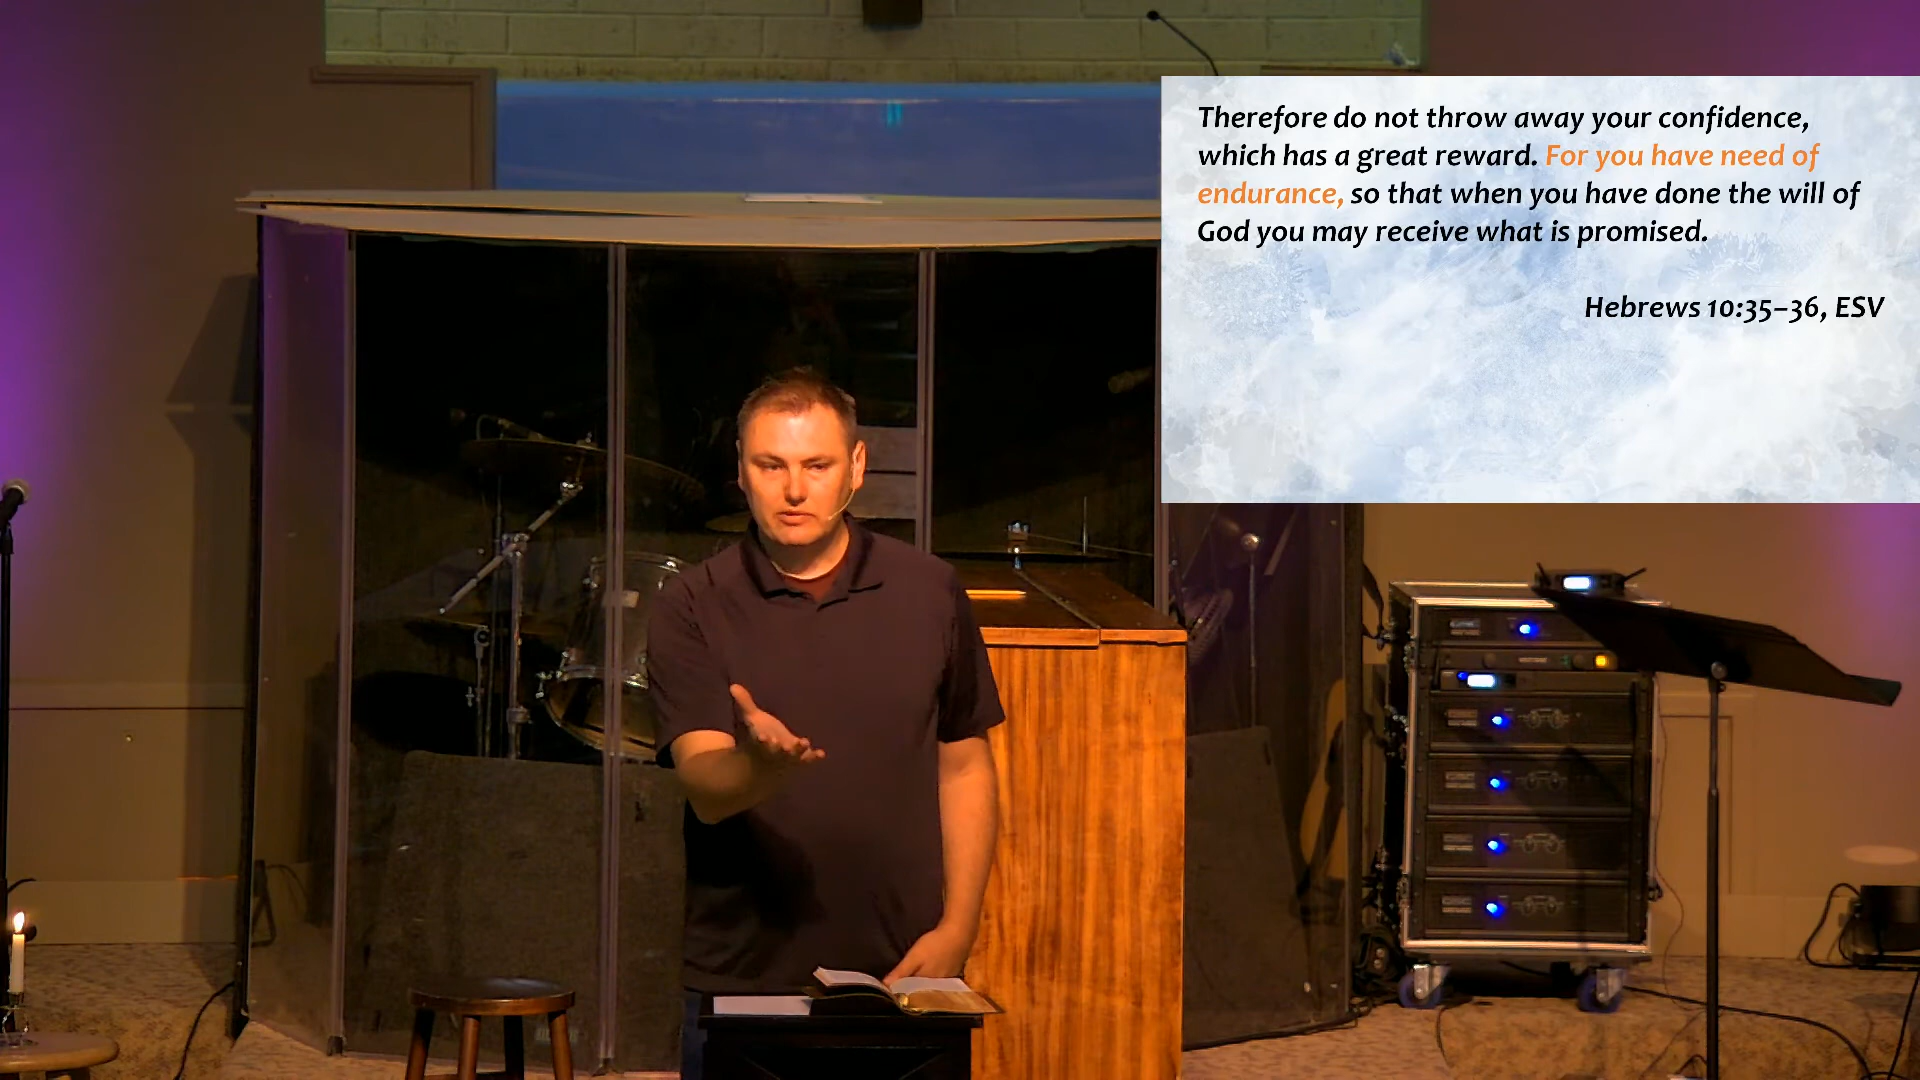 Therefore do not throw away your confidence,
which has a great reward. For you have need of
endurance, so that when you have done the will of
God you may receive what is promised.
Hebrews 10:35–36, ESV